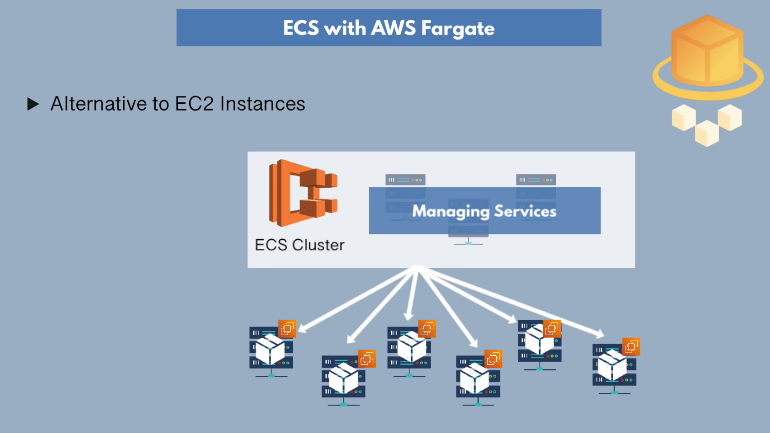 ECS with AWS Fargate
Alternative to EC2 Instances
Managing Services
ECS Cluster